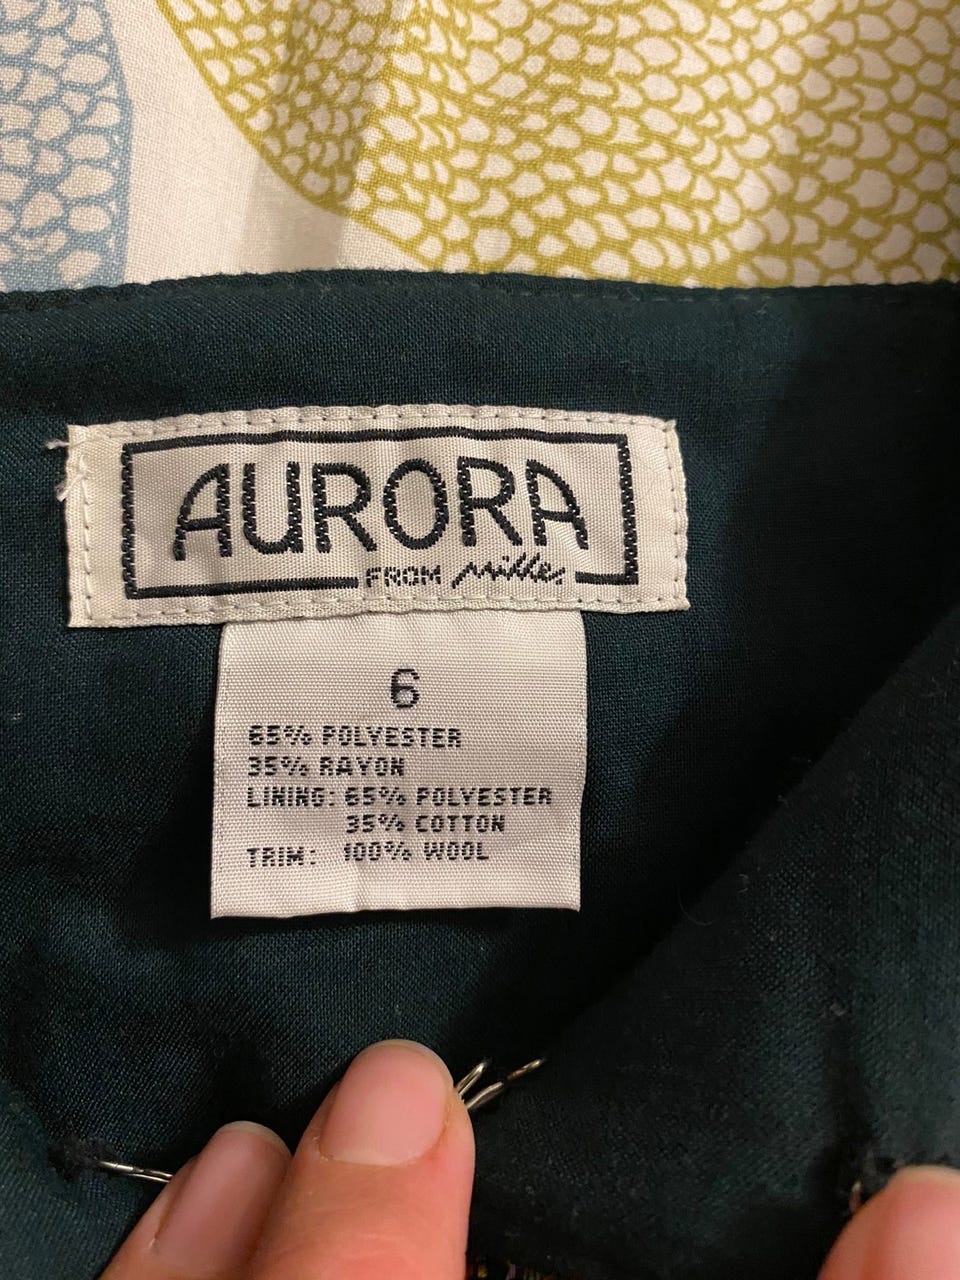 AURORA
FROM Miller
6
65% POLYESTER
35% RAYON
LINING: 65% POLYESTER
35% COTTON
TRIM: 100% WOOL